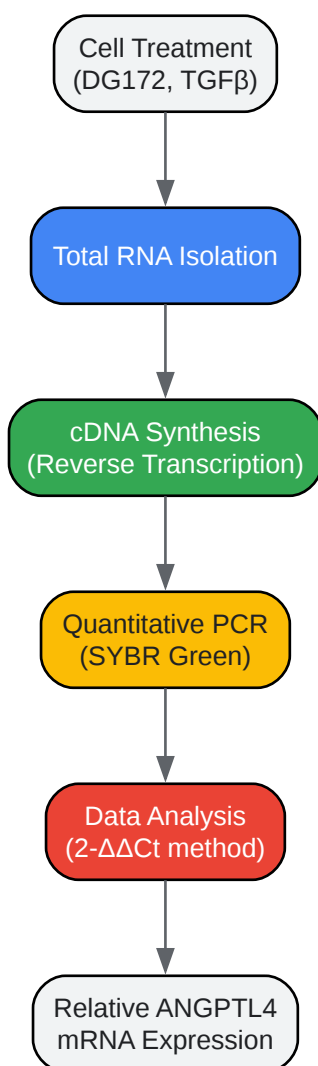 Cell Treatment
(DG172, TGFβ)
Total RNA Isolation
cDNA Synthesis
(Reverse Transcription)
Quantitative PCR
(SYBR Green)
Data Analysis
(2-ΔΔCt method)
Relative ANGPTL4
mRNA Expression